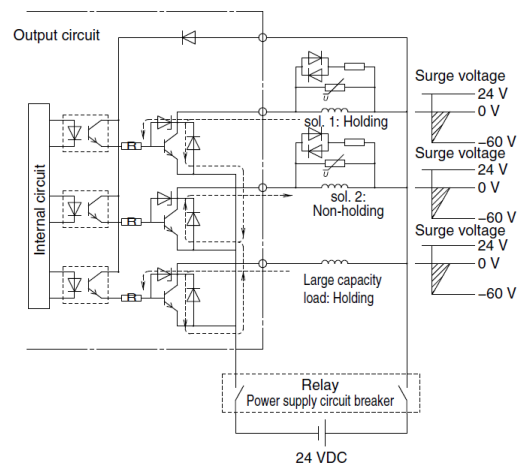 Output circuit
Internal circuit
R
R
R
U
sol. 1: Holding
U
sol. 2:
Non-holding
Large capacity
load: Holding
Surge voltage
24 V
0 V
–60 V
Surge voltage
24 V
0 V
–60 V
Surge voltage
24 V
0 V
–60 V
Relay
Power supply circuit breaker
24 VDC